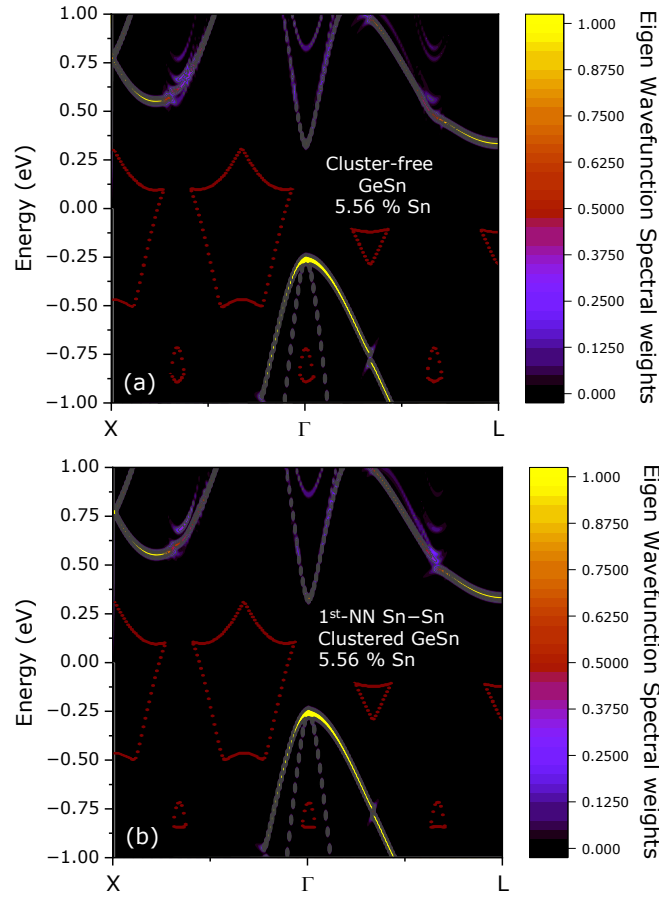 1.00
0.75
0.50
0.25
0.00
−0.25
−0.50
−0.75
−1.00
Energy (eV)
X
Γ
L
Cluster-free
GeSn
5.56 % Sn
(a)
1.000
0.8750
0.7500
0.6250
0.5000
0.3750
0.2500
0.1250
0.000
Eigen Wavefunction Spectral weights
1.00
0.75
0.50
0.25
0.00
−0.25
−0.50
−0.75
−1.00
Energy (eV)
X
Γ
L
1st-NN Sn−Sn
Clustered GeSn
5.56 % Sn
(b)
1.000
0.8750
0.7500
0.6250
0.5000
0.3750
0.2500
0.1250
0.000
Eigen Wavefunction Spectral weights